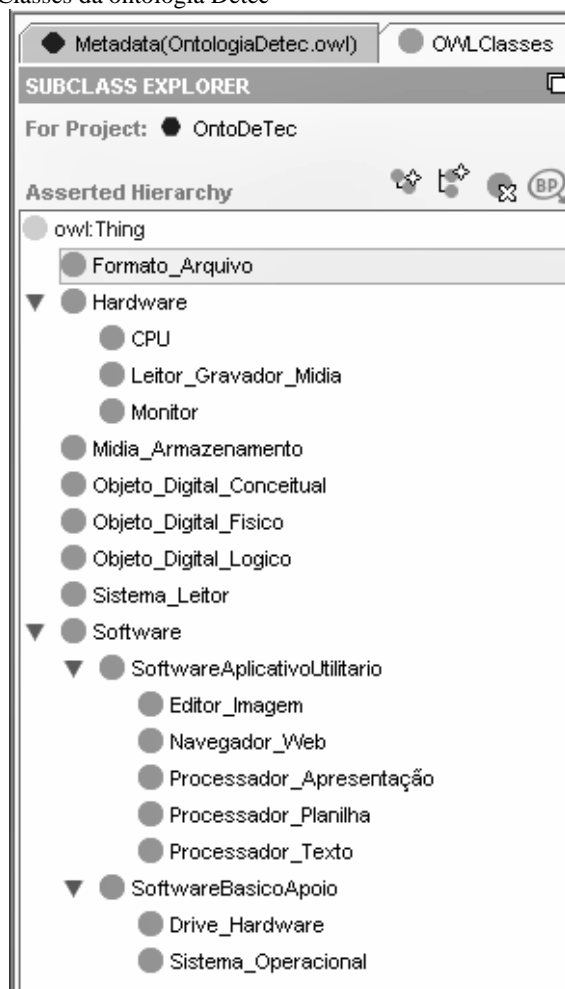 Classes da ontologia Detec
Metadata(OntologiaDetec.owl) OWLClasses
SUBCLASS EXPLORER
For Project: OntoDeTec
Asserted Hierarchy BP
owl:Thing
Formato_Arquivo
Hardware
CPU
Leitor_Gravador_Midia
Monitor
Midia_Armazenamento
Objeto_Digital_Conceitual
Objeto_Digital_Fisico
Objeto_Digital_Logico
Sistema_Leitor
Software
SoftwareAplicativoUtilitario
Editor_Imagem
Navegador_Web
Processador_Apresentação
Processador_Planilha
Processador_Texto
SoftwareBasicoApoio
Drive_Hardware
Sistema_Operacional